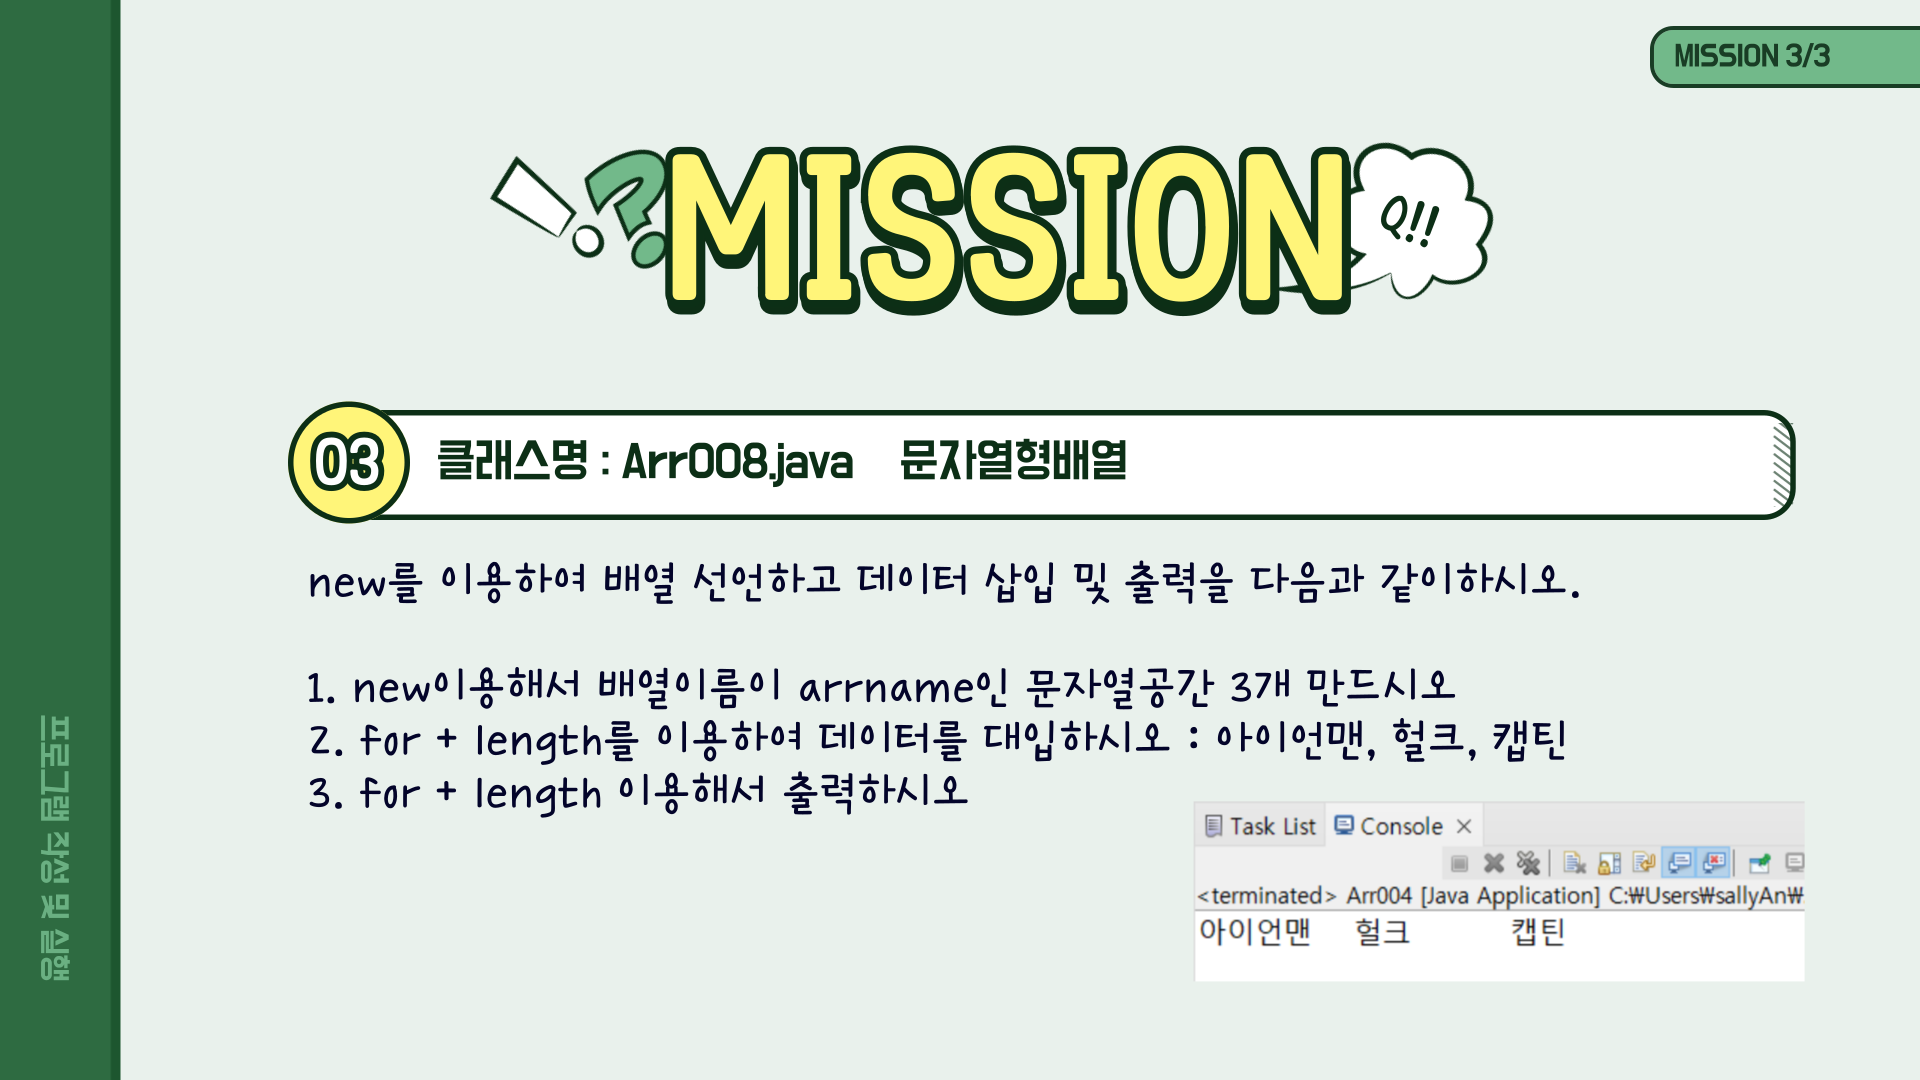 MISSION 3/3
MISSION
Q!!
03
클래스명 : Arr008.java 문자열형배열
new를 이용하여 배열 선언하고 데이터 삽입 및 출력을 다음과 같이하시오.
1. new이용해서 배열이름이 arrname인 문자열공간 3개 만드시오
2. for + length를 이용하여 데이터를 대입하시오 : 아이언맨, 헐크, 캡틴
3. for + length 이용해서 출력하시오
Task List Console
<terminated> Arr004 [Java Application] C:₩Users₩sallyAn₩
아이언맨 헐크 캡틴
프로그램 작성 및 실행